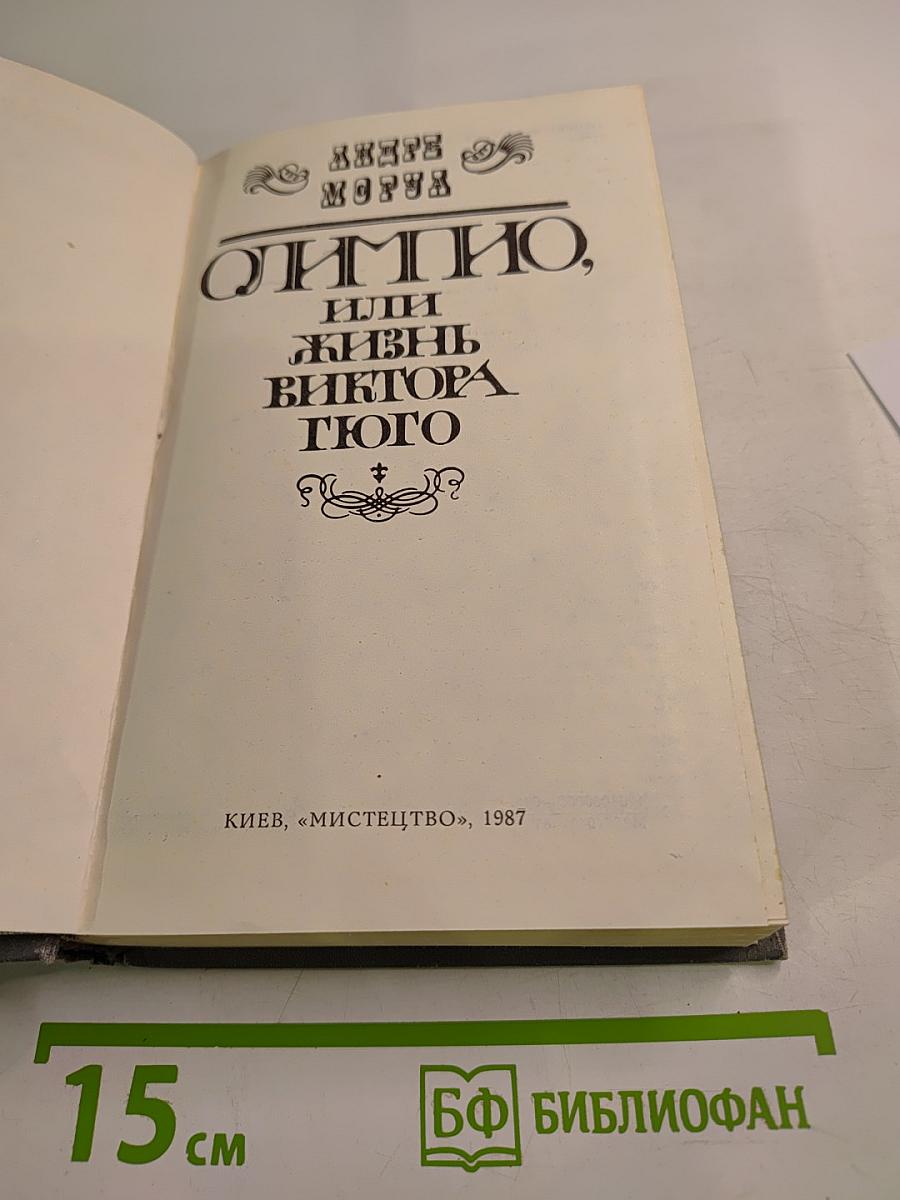 АНДРЕ
МОРУА
ОЛИМПИО,
ИЛИ
ЖИЗНЬ
ВИКТОРА
ГЮГО
КИЕВ, «МИСТЕЦТВО», 1987
15 см
БФ БИБЛИОФАН